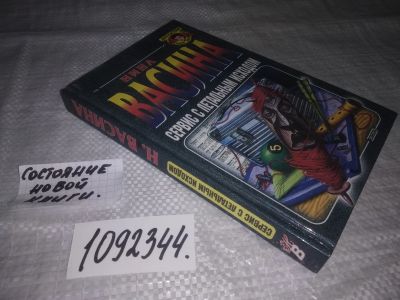 Нина
ВАСИНА
СЕРВИС С ЛЕТАЛЬНЫМ ИСХОДОМ
Н. ВАСИНА
СЕРВИС С ЛЕТАЛЬНЫМ ИСХОДОМ
СОСТОЯНИЕ
НОВОЙ
КНИГИ.
1092344.